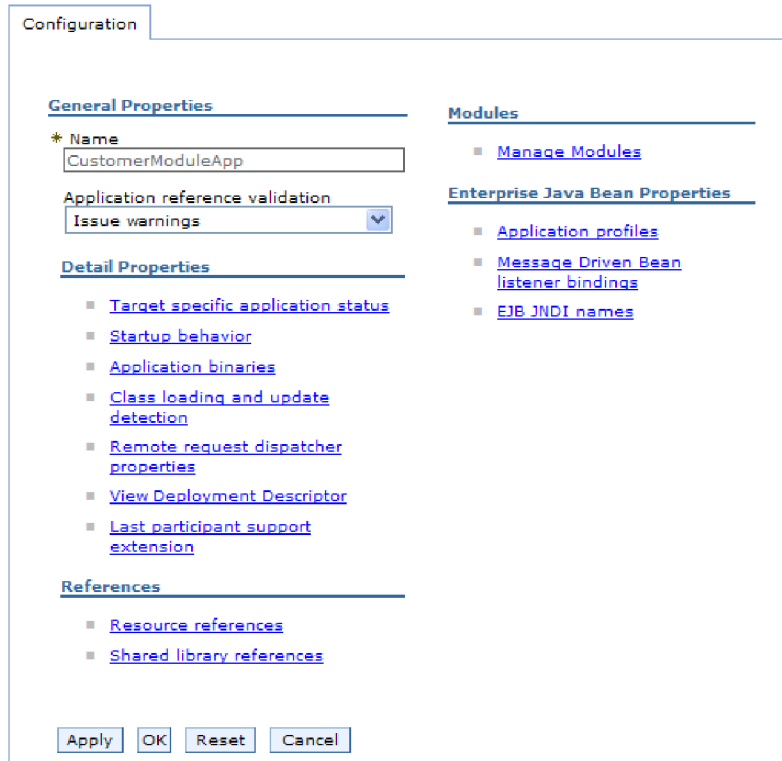 Configuration
General Properties
* Name
CustomerModuleApp
Application reference validation
Issue warnings
Detail Properties
Target specific application status
Startup behavior
Application binaries
Class loading and update
detection
Remote request dispatcher
properties
View Deployment Descriptor
Last participant support
extension
References
Resource references
Shared library references
Modules
Manage Modules
Enterprise Java Bean Properties
Application profiles
Message Driven Bean
listener bindings
EJB JNDI names
Apply OK Reset Cancel